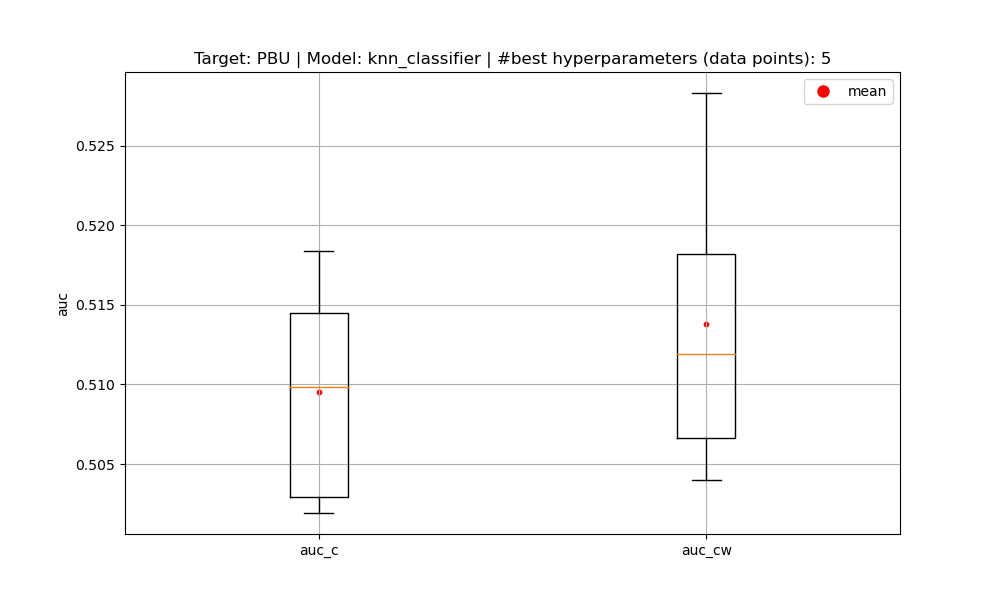 Target: PBU | Model: knn_classifier | #best hyperparameters (data points): 5
mean
0.525
0.520
0.515
0.510
0.505
auc
auc_c
auc_cw